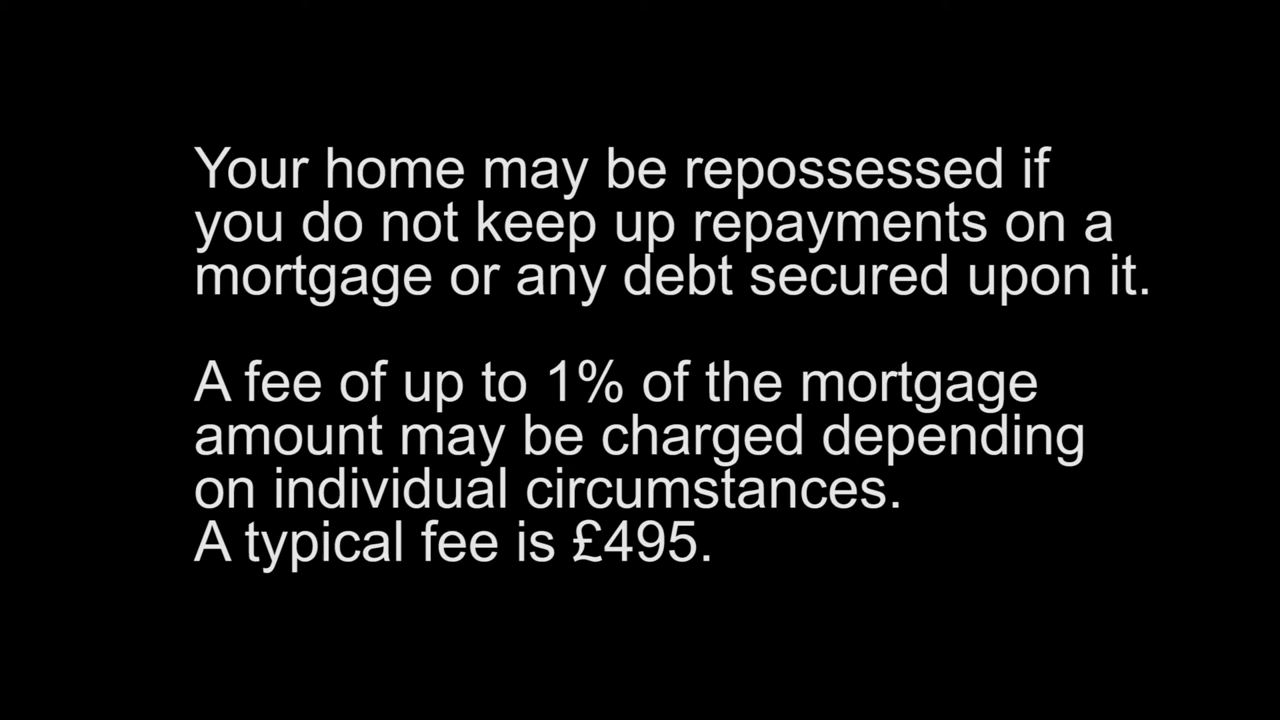 Your home may be repossessed if
you do not keep up repayments on a
mortgage or any debt secured upon it.
A fee of up to 1% of the mortgage
amount may be charged depending
on individual circumstances.
A typical fee is £495.